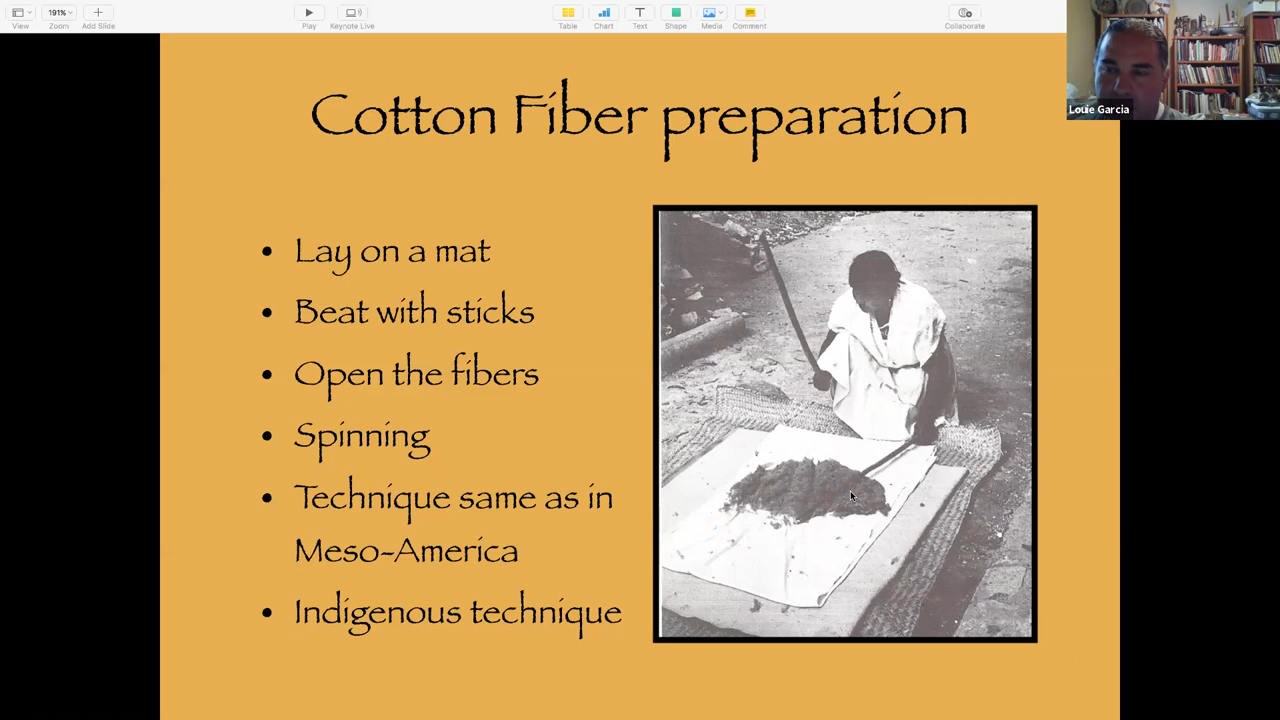 191%
View
Zoom
Add Slide
Play
Keynote Live
Table
Chart
Text
Shape
Media
Comment
Collaborate
Louie Garcia
Cotton Fiber preparation
• Lay on a mat
• Beat with sticks
• Open the fibers
• Spinning
• Technique same as in
Meso-America
• Indigenous technique